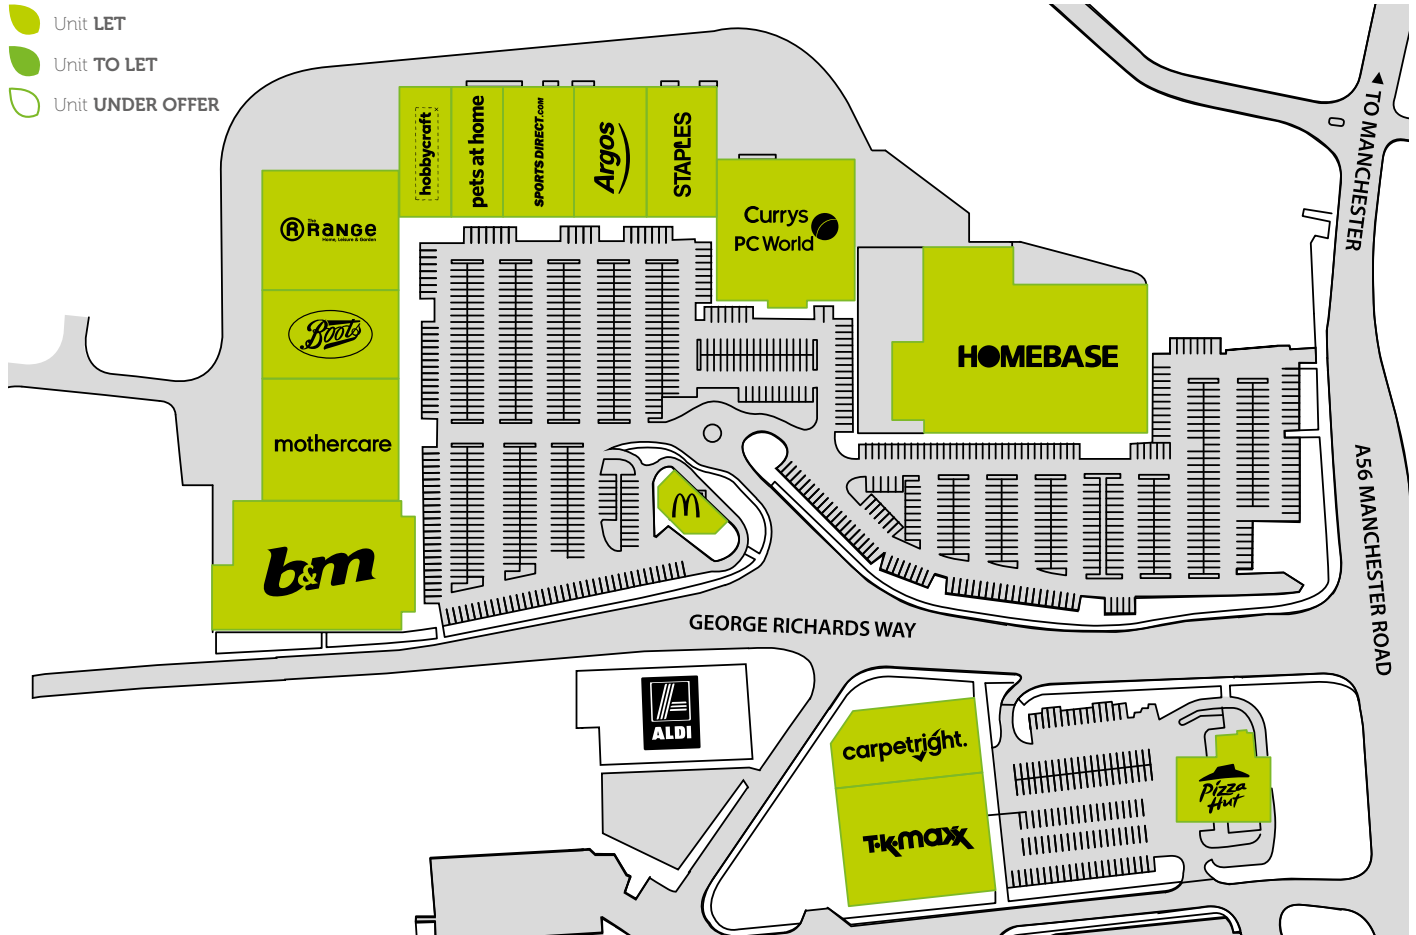 Unit LET
Unit TO LET
Unit UNDER OFFER
TO MANCHESTER
hobbycraft
pets at home
SPORTSDIRECT.COM
Argos
STAPLES
Currys
PC World
The
RANGE
Home, Leisure & Garden
Boots
mothercare
b&m
HOMEBASE
M
A56 MANCHESTER ROAD
GEORGE RICHARDS WAY
ALDI
carpetright.
T·K·maxx
Pizza
Hut